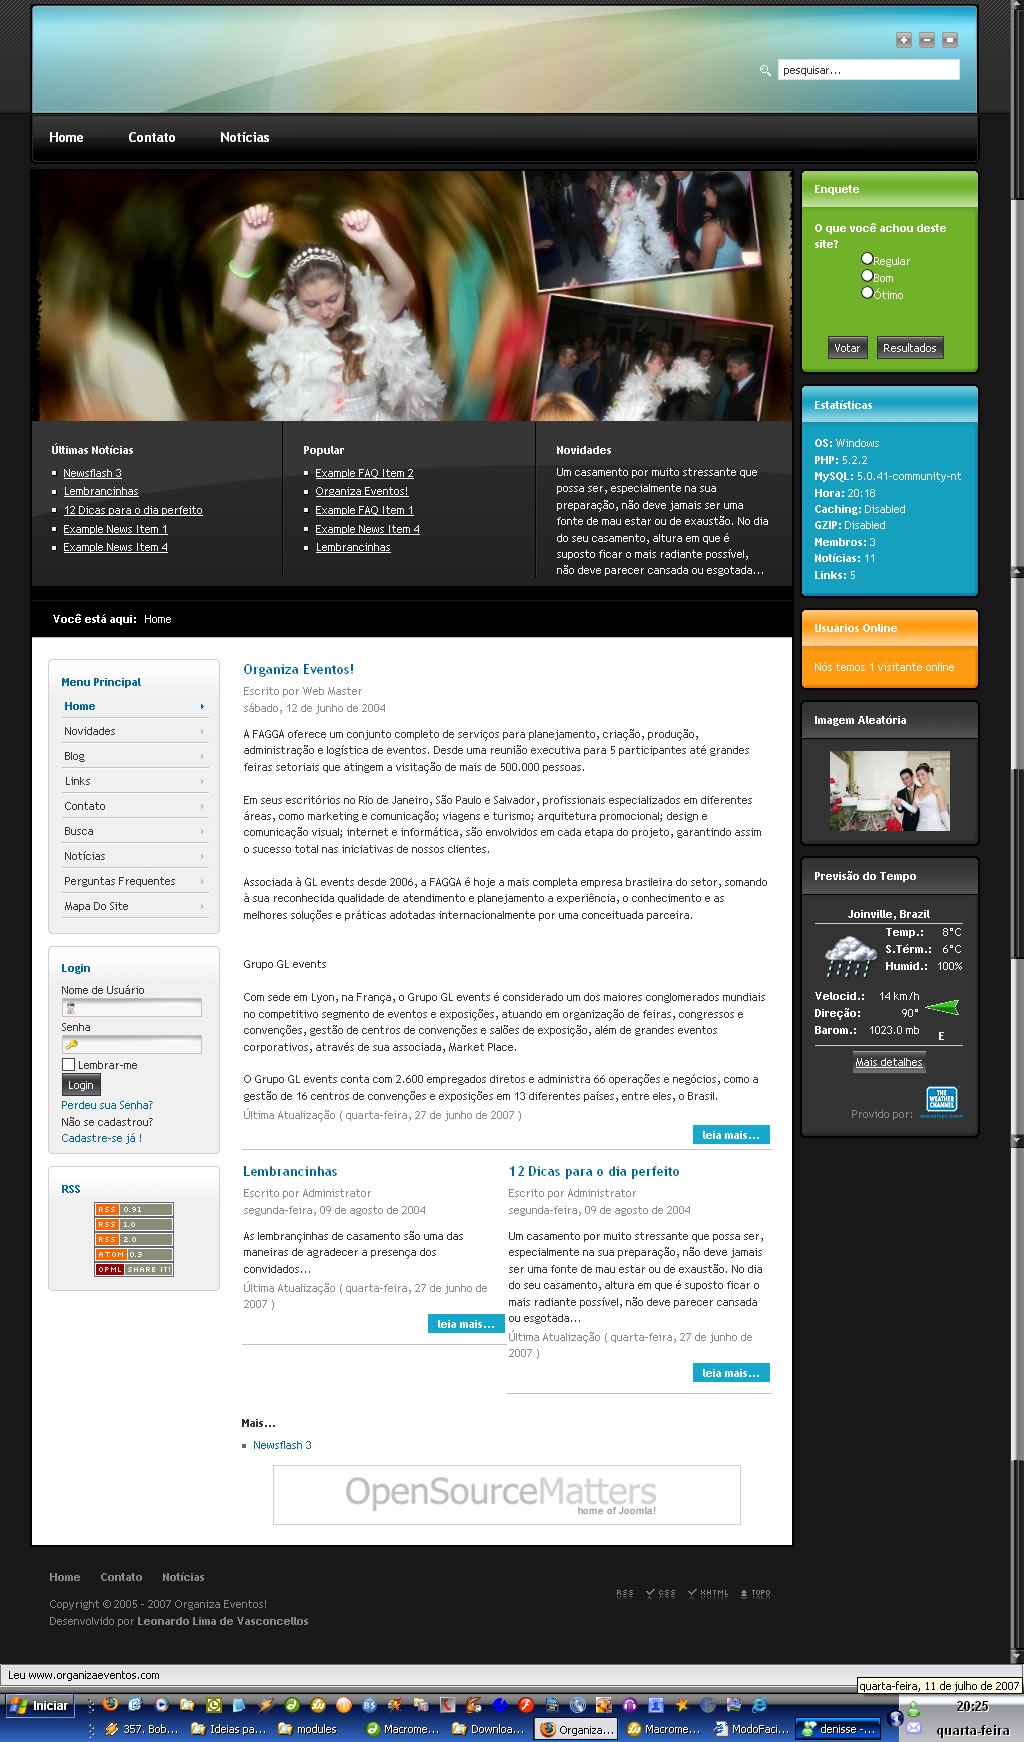 pesquisar...
Home Contato Notícias
Últimas Notícias
Newsflash 3
Lembrancinhas
12 Dicas para o dia perfeito
Example News Item 1
Example News Item 4
Popular
Example FAQ Item 2
Organiza Eventos!
Example FAQ Item 1
Example News Item 4
Lembrancinhas
Novidades
Um casamento por muito stressante que
possa ser, especialmente na sua
preparação, não deve jamais ser uma
fonte de mau estar ou de exaustão. No dia
do seu casamento, altura em que é
suposto ficar o mais radiante possível,
não deve parecer cansada ou esgotada...
Você está aqui: Home
Menu Principal
Home
Novidades
Blog
Links
Contato
Busca
Notícias
Perguntas Frequentes
Mapa Do Site
Login
Nome de Usuário
Senha
Lembrar-me
Login
Perdeu sua Senha?
Não se cadastrou?
Cadastre-se já !
RSS
RSS 0.91
RSS 1.0
RSS 2.0
ATOM 0.3
OPML SHARE IT!
Organiza Eventos!
Escrito por Web Master
sábado, 12 de junho de 2004
A FAGGA oferece um conjunto completo de serviços para planejamento, criação, produção,
administração e logística de eventos. Desde uma reunião executiva para 5 participantes até grandes
feiras setoriais que atingem a visitação de mais de 500.000 pessoas.
Em seus escritórios no Rio de Janeiro, São Paulo e Salvador, profissionais especializados em diferentes
áreas, como marketing e comunicação; viagens e turismo; arquitetura promocional; design e
comunicação visual; internet e informática, são envolvidos em cada etapa do projeto, garantindo assim
o sucesso total nas iniciativas de nossos clientes.
Associada à GL events desde 2006, a FAGGA é hoje a mais completa empresa brasileira do setor, somando
à sua reconhecida qualidade de atendimento e planejamento a experiência, o conhecimento e as
melhores soluções e práticas adotadas internacionalmente por uma conceituada parceira.
Grupo GL events
Com sede em Lyon, na França, o Grupo GL events é considerado um dos maiores conglomerados mundiais
no competitivo segmento de eventos e exposições, atuando em organização de feiras, congressos e
convenções, gestão de centros de convenções e salões de exposição, além de grandes eventos
corporativos, através de sua associada, Market Place.
O Grupo GL events conta com 2.600 empregados diretos e administra 66 operações e negócios, como a
gestão de 16 centros de convenções e exposições em 13 diferentes países, entre eles, o Brasil.
Última Atualização ( quarta-feira, 27 de junho de 2007 )
leia mais...
Lembrancinhas
Escrito por Administrator
segunda-feira, 09 de agosto de 2004
As lembrançinhas de casamento são uma das
maneiras de agradecer a presença dos
convidados...
Última Atualização ( quarta-feira, 27 de junho de
2007 )
leia mais...
12 Dicas para o dia perfeito
Escrito por Administrator
segunda-feira, 09 de agosto de 2004
Um casamento por muito stressante que possa ser,
especialmente na sua preparação, não deve jamais
ser uma fonte de mau estar ou de exaustão. No dia
do seu casamento, altura em que é suposto ficar o
mais radiante possível, não deve parecer cansada
ou esgotada...
Última Atualização ( quarta-feira, 27 de junho de
2007 )
leia mais...
Mais...
Newsflash 3
OpenSourceMatters
home of Joomla!
Enquete
O que você achou deste
site?
Regular
Bom
Ótimo
Votar Resultados
Estatísticas
OS: Windows
PHP: 5.2.2
MySQL: 5.0.41-community-nt
Hora: 20:18
Caching: Disabled
GZIP: Disabled
Membros: 3
Notícias: 11
Links: 5
Usuários Online
Nós temos 1 visitante online
Imagem Aleatória
Previsão do Tempo
Joinville, Brazil
Temp.: 8°C
S.Térm.: 6°C
Humid.: 100%
Velocid.: 14 km/h
Direção: 90°
Barom.: 1023.0 mb
E
Mais detalhes
Provido por: THE WEATHER CHANNEL weather.com
Home Contato Notícias
Copyright © 2005 - 2007 Organiza Eventos!
Desenvolvido por Leonardo Lima de Vasconcellos
RSS CSS XHTML TOPO
Leu www.organizaeventos.com
quarta-feira, 11 de julho de 2007
Iniciar
20:25
357. Bob... Ideias pa... modules Macrome... Downloa... Organiza... Macrome... ModoFaci... denisse -...
quarta-feira